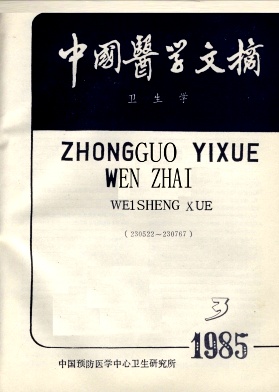 中國醫学文摘
卫生学
ZHONGGUO YIXUE
WEN ZHAI
WEISHENG XUE
(230522～230767)
3
1985
中国预防医学中心卫生研究所